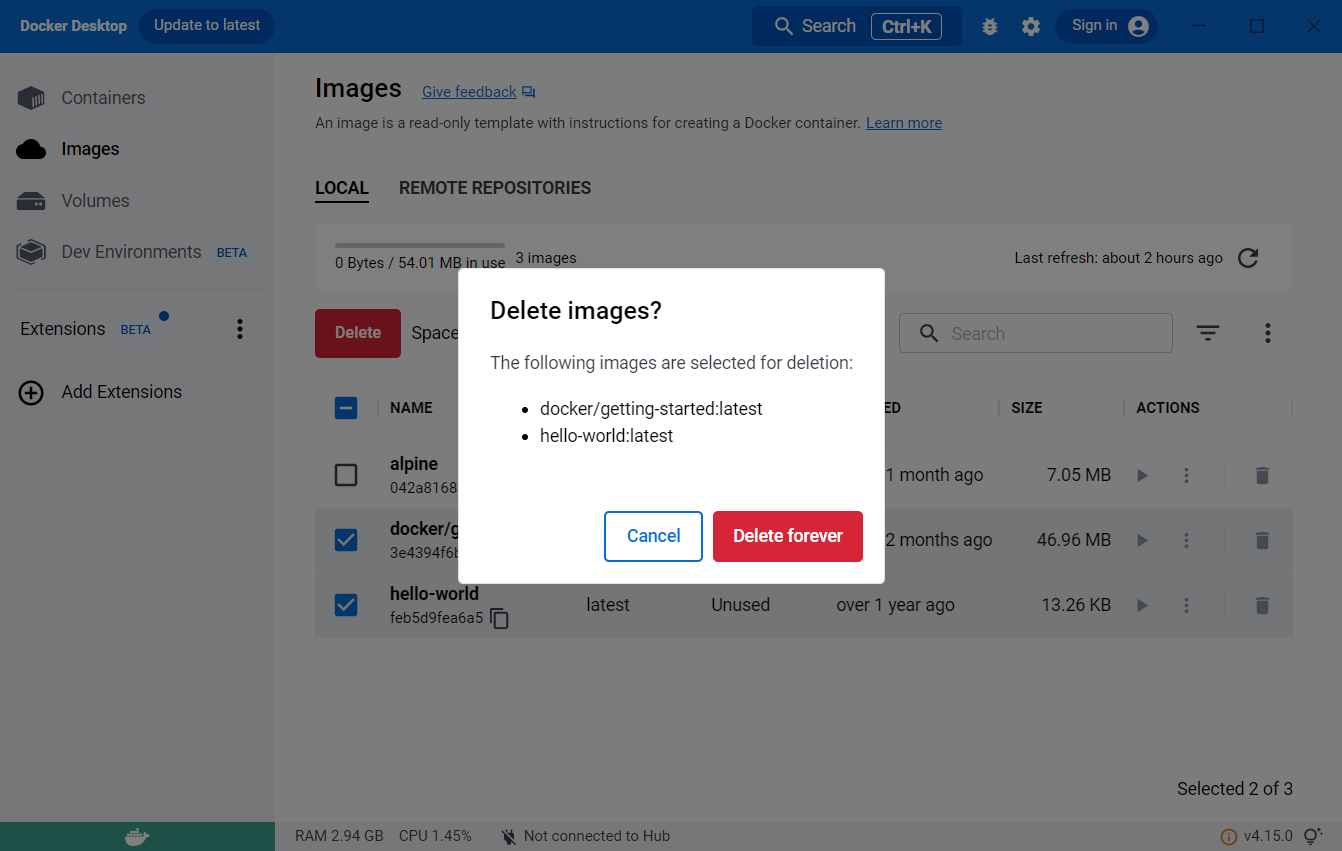 Docker Desktop Update to latest Search Ctrl+K Sign in
Containers
Images
Volumes
Dev Environments BETA
Extensions BETA
Add Extensions
Images Give feedback
An image is a read-only template with instructions for creating a Docker container. Learn more
LOCAL REMOTE REPOSITORIES
0 Bytes / 54.01 MB in use 3 images Last refresh: about 2 hours ago
Delete Space Search
NAME ED SIZE ACTIONS
alpine
042a8168 1 month ago 7.05 MB
docker/g
3e4394f6b 2 months ago 46.96 MB
hello-world
feb5d9fea6a5 latest Unused over 1 year ago 13.26 KB
Delete images?
The following images are selected for deletion:
• docker/getting-started:latest
• hello-world:latest
Cancel Delete forever
Selected 2 of 3
RAM 2.94 GB CPU 1.45% Not connected to Hub v4.15.0